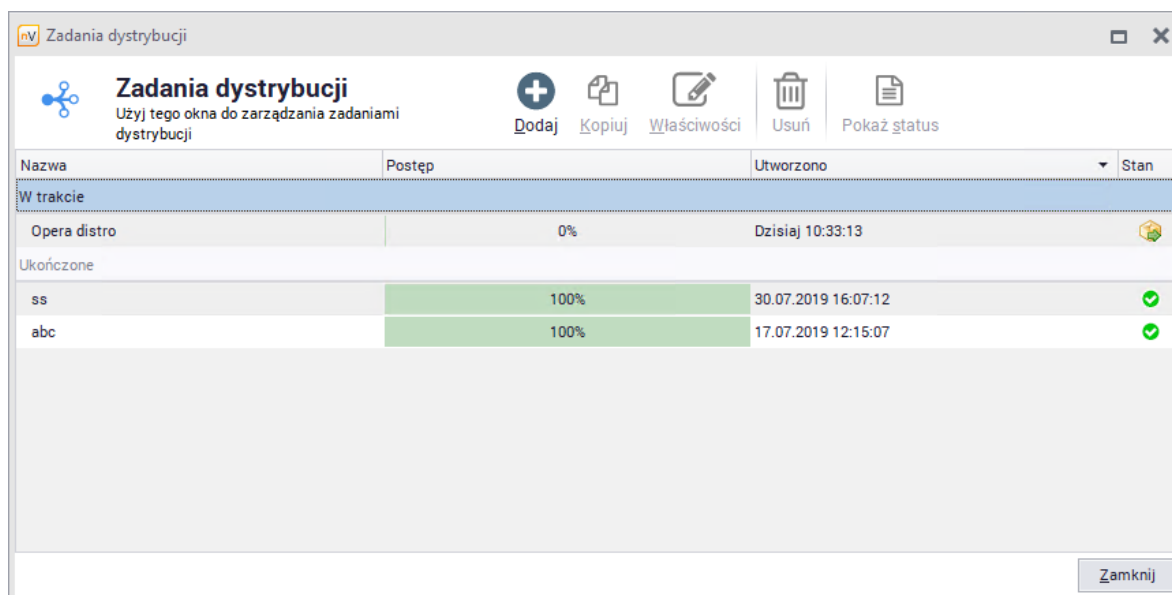 nV Zadania dystrybucji
Zadania dystrybucji
Użyj tego okna do zarządzania zadaniami
dystrybucji
Dodaj Kopiuj Właściwości Usuń Pokaż status
Nazwa Postęp Utworzono Stan
W trakcie
Opera distro 0% Dzisiaj 10:33:13
Ukończone
ss 100% 30.07.2019 16:07:12
abc 100% 17.07.2019 12:15:07
Zamknij